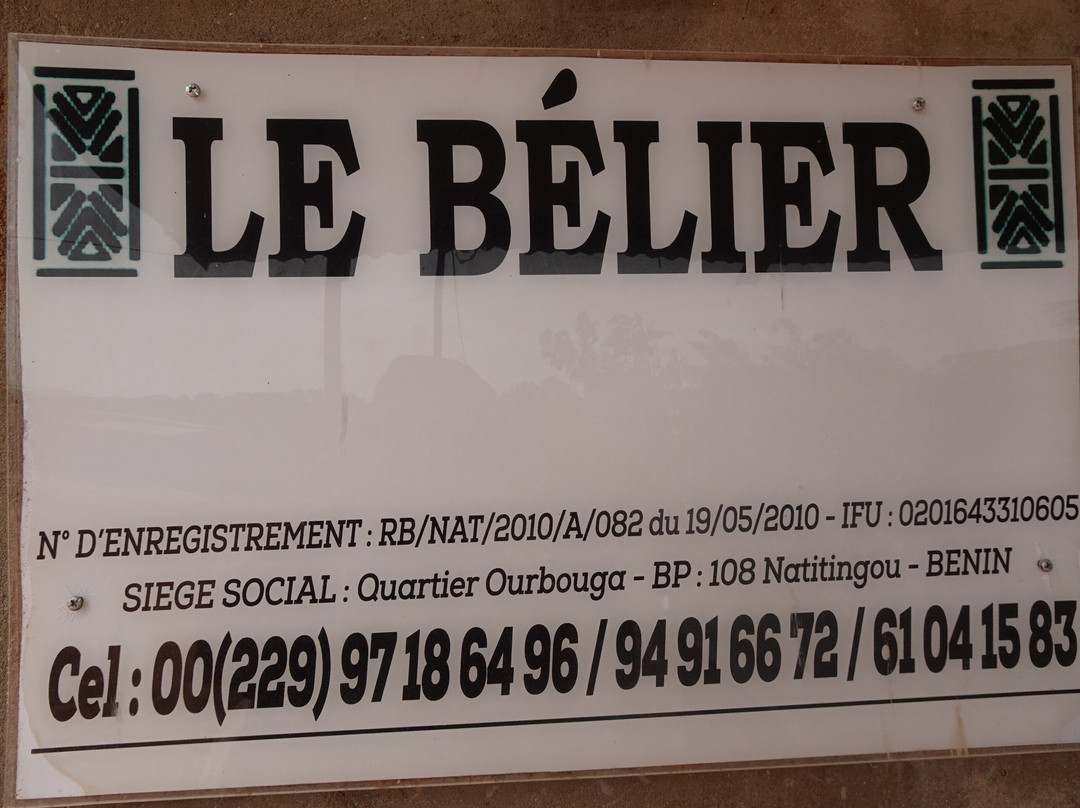 LE BÉLIER
N° D'ENREGISTREMENT : RB/NAT/2010/A/082 du 19/05/2010 - IFU : 0201643310605
SIEGE SOCIAL : Quartier Ourbouga - BP : 108 Natitingou - BENIN
Cel : 00(229) 97 18 64 96 / 94 91 66 72 / 61 04 15 83